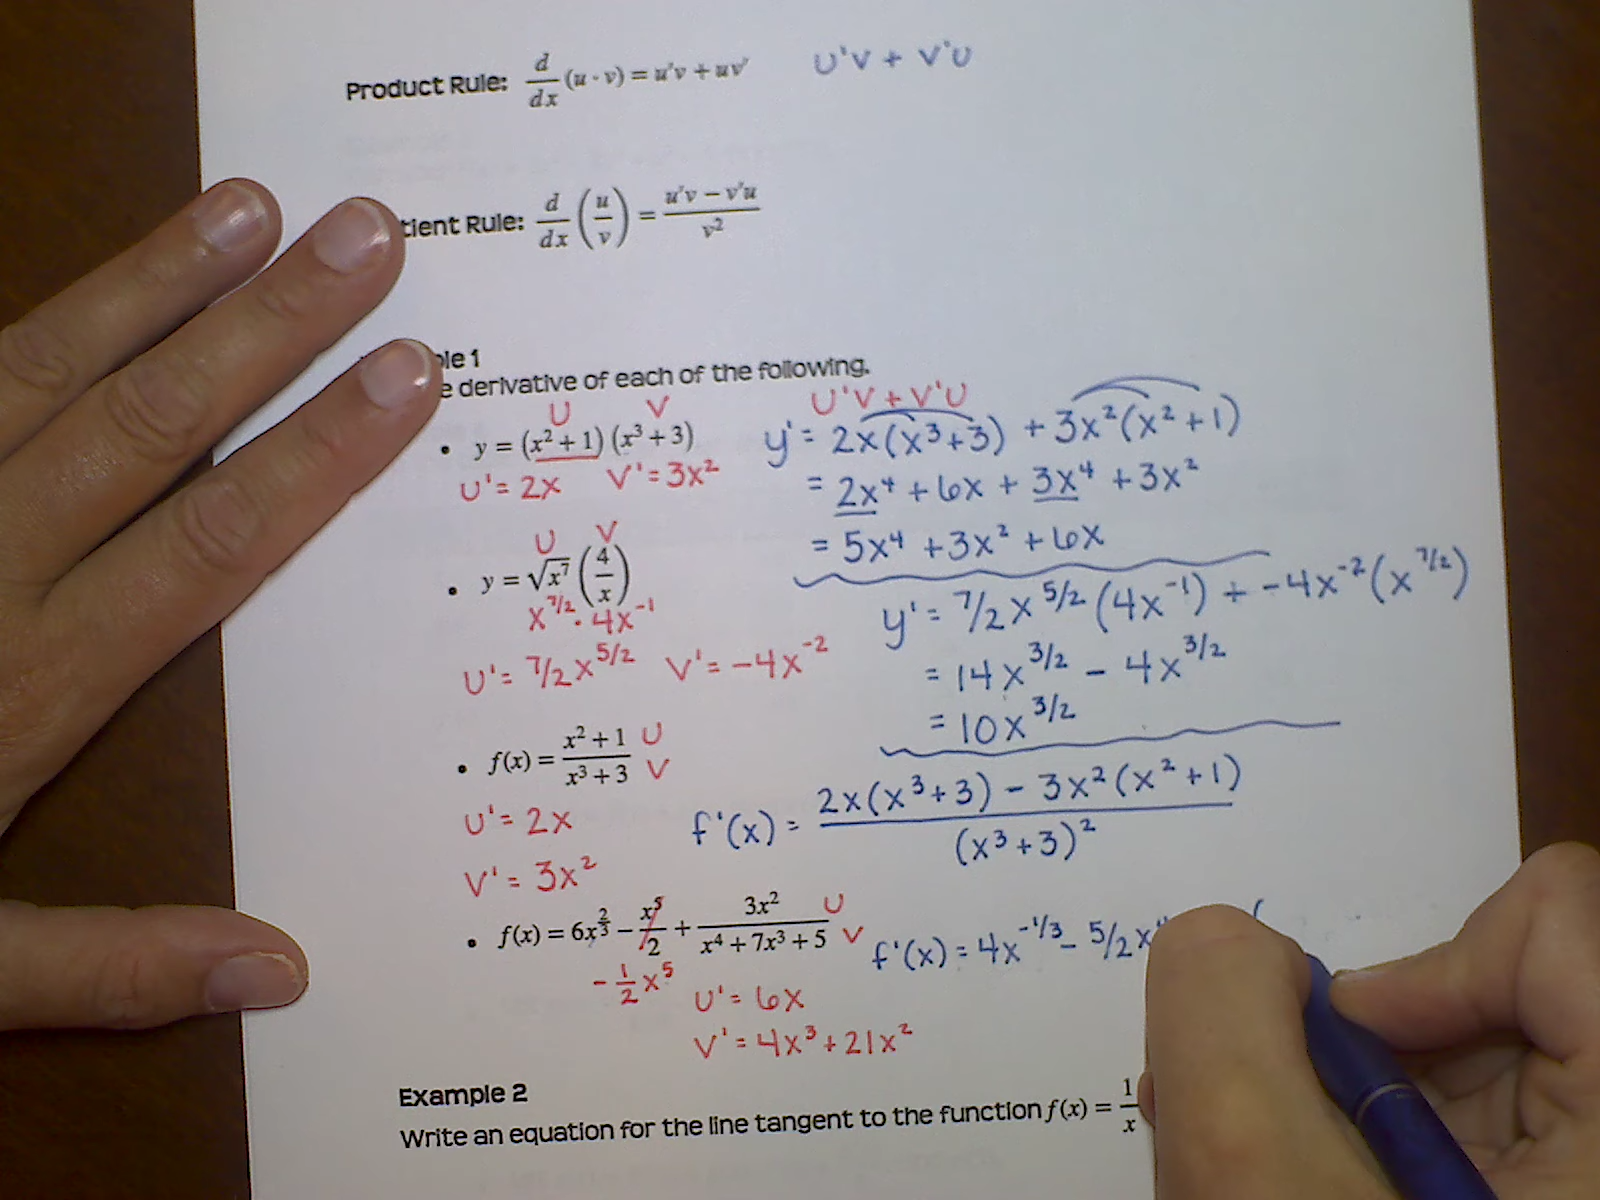 Product Rule: d/dx (u · v) = u'v + uv' U'V + V'U
tient Rule: d/dx (u/v) = (u'v − v'u)/v²
le 1
e derivative of each of the following.
U V U'V + V'U
• y = (x² + 1) (x³ + 3) y' = 2x(x³+3) + 3x²(x²+1)
U' = 2x V' = 3x² = 2x⁴ + 6x + 3x⁴ + 3x²
= 5x⁴ + 3x² + 6x
U V
• y = √x⁷ (4/x) y' = 7/2 x^5/2 (4x⁻¹) + -4x⁻² (x^7/2)
x^7/2 · 4x⁻¹
U' = 7/2 x^5/2 V' = -4x⁻² = 14x^3/2 - 4x^3/2
= 10x^3/2
• f(x) = (x² + 1)/(x³ + 3) U V
f'(x) = (2x(x³+3) - 3x²(x²+1))/(x³+3)²
U' = 2x
V' = 3x²
• f(x) = 6x^2/3 − x⁵/2 + 3x²/(x⁴ + 7x³ + 5) U V f'(x) = 4x^-1/3 - 5/2 x
-1/2 x⁵
U' = 6x
V' = 4x³ + 21x²
Example 2
Write an equation for the line tangent to the function f(x) = 1/x